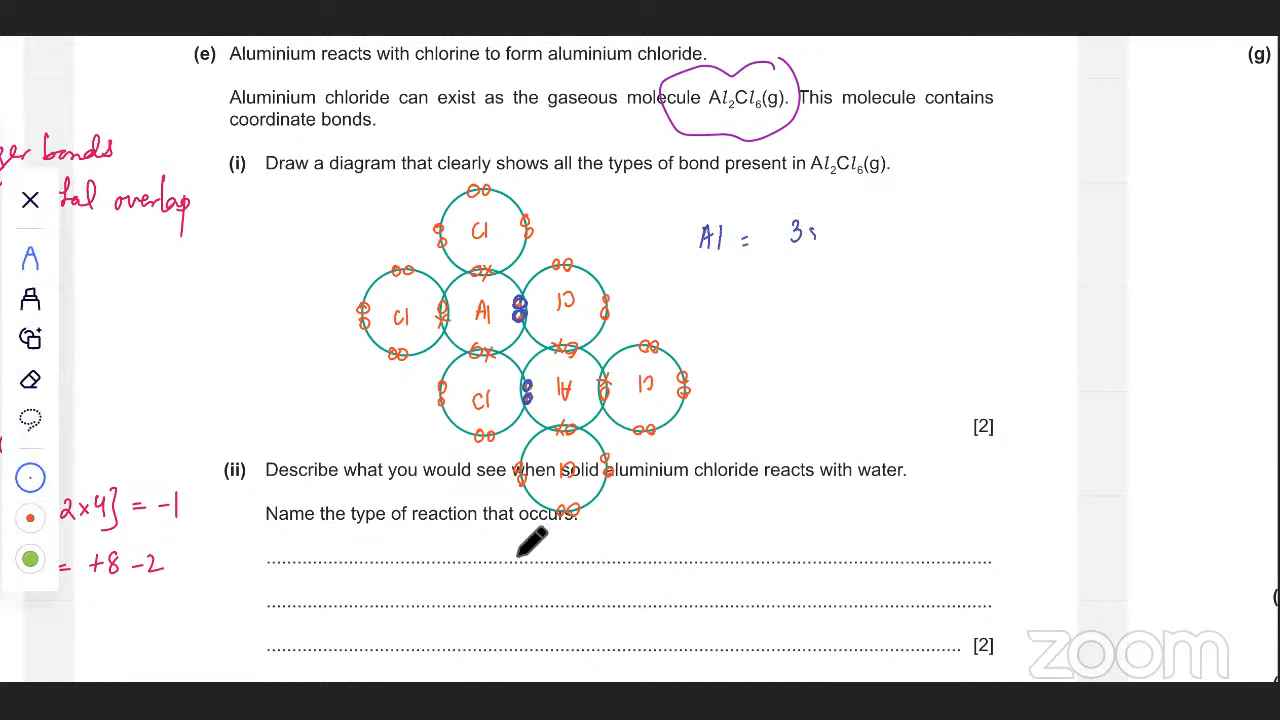 (e) Aluminium reacts with chlorine to form aluminium chloride.
(g)
Aluminium chloride can exist as the gaseous molecule Al₂Cl₆(g). This molecule contains
coordinate bonds.
bonds
(i) Draw a diagram that clearly shows all the types of bond present in Al₂Cl₆(g).
overlap
Cl
Al = 3s
Cl Al Cl
Cl Al Cl
[2]
(ii) Describe what you would see when solid aluminium chloride reacts with water.
Cl
2×4} = -1
Name the type of reaction that occurs.
= +8 -2
[2]
zoom